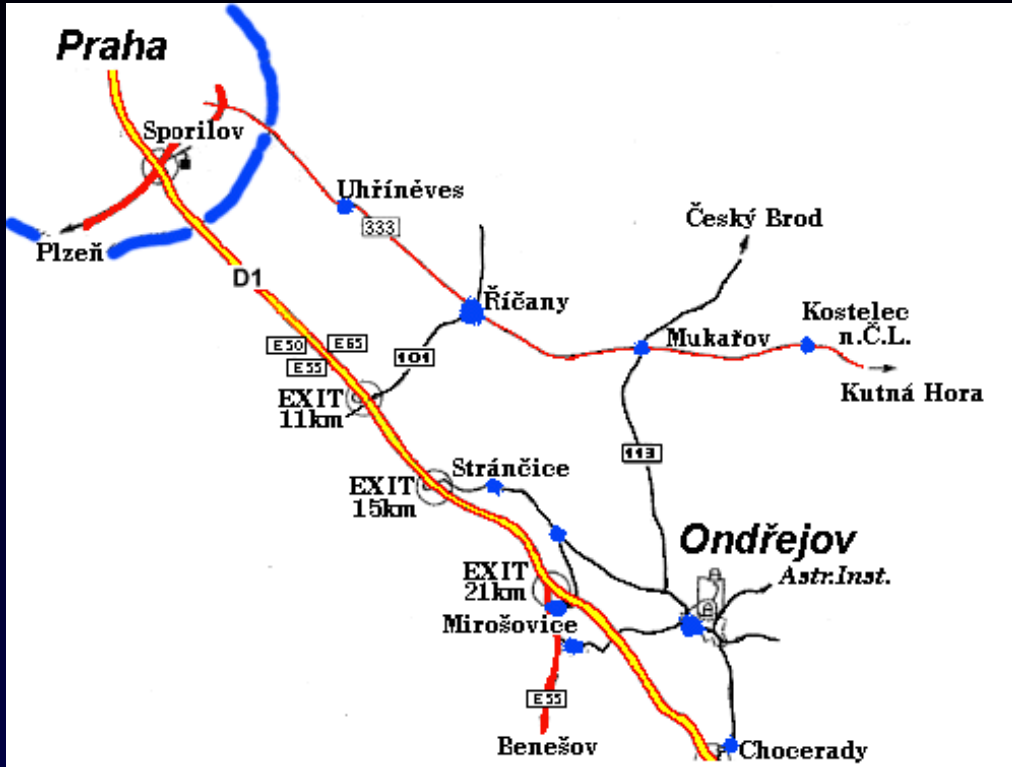 Praha
Sporilov
Uhříněves
Český Brod
333
Plzeň
D1
Říčany
Kostelec
n.Č.L.
Mukařov
E50
E65
101
E55
Kutná Hora
EXIT
11km
113
Stránčice
EXIT
15km
Ondřejov
EXIT
21km
Astr.Inst.
Mirošovice
E55
Benešov
Chocerady